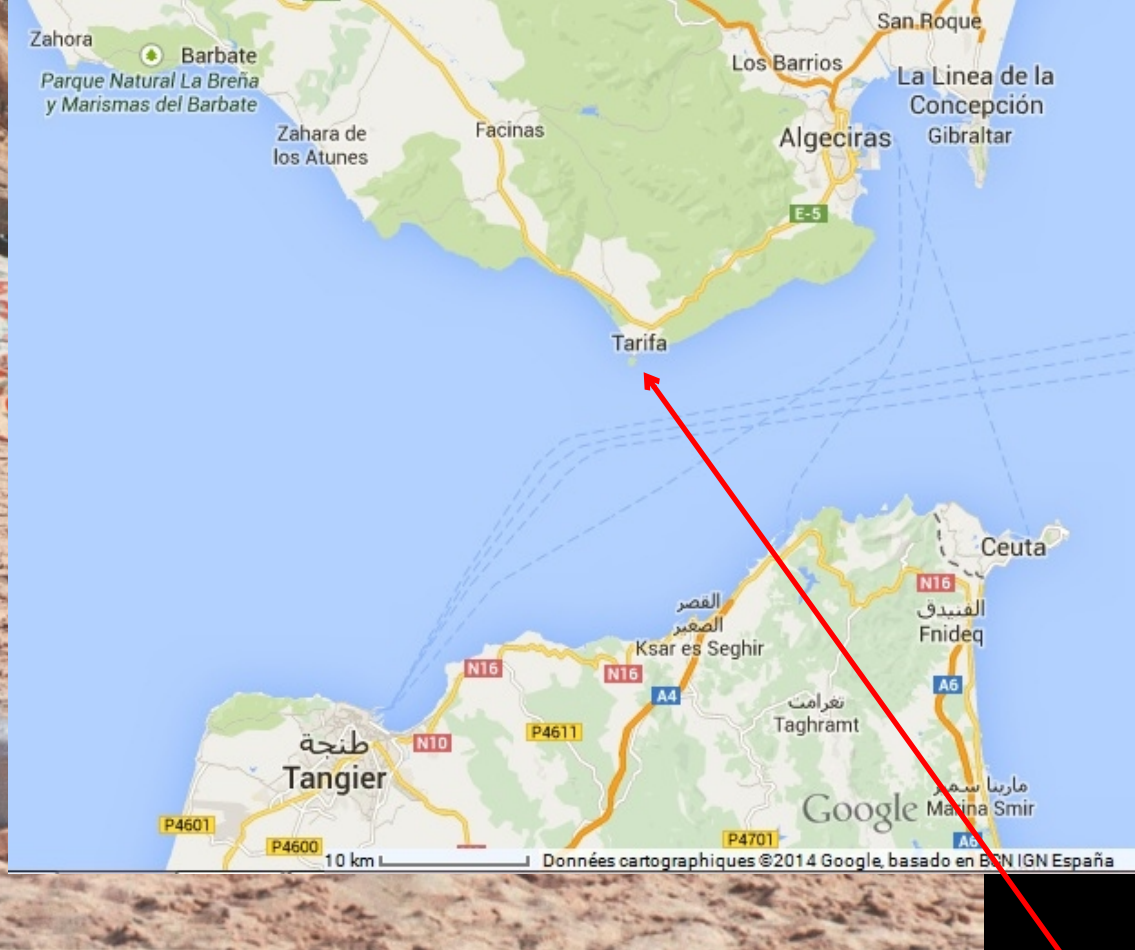 San Roque
Zahora
Barbate
Los Barrios
Parque Natural La Breña
y Marismas del Barbate
La Linea de la
Concepción
Zahara de
los Atunes
Facinas
Algeciras
Gibraltar
E-5
Tarifa
Ceuta
N16
القصر
الصغير
Ksar es Seghir
الفنيدق
Fnideq
N16
N16
A4
A6
تغرامت
Taghramt
P4611
N10
طنجة
Tangier
مارينا سمير
Marina Smir
Google
P4601
P4600
P4701
A6
10 km
Données cartographiques ©2014 Google, basado en BCN IGN España